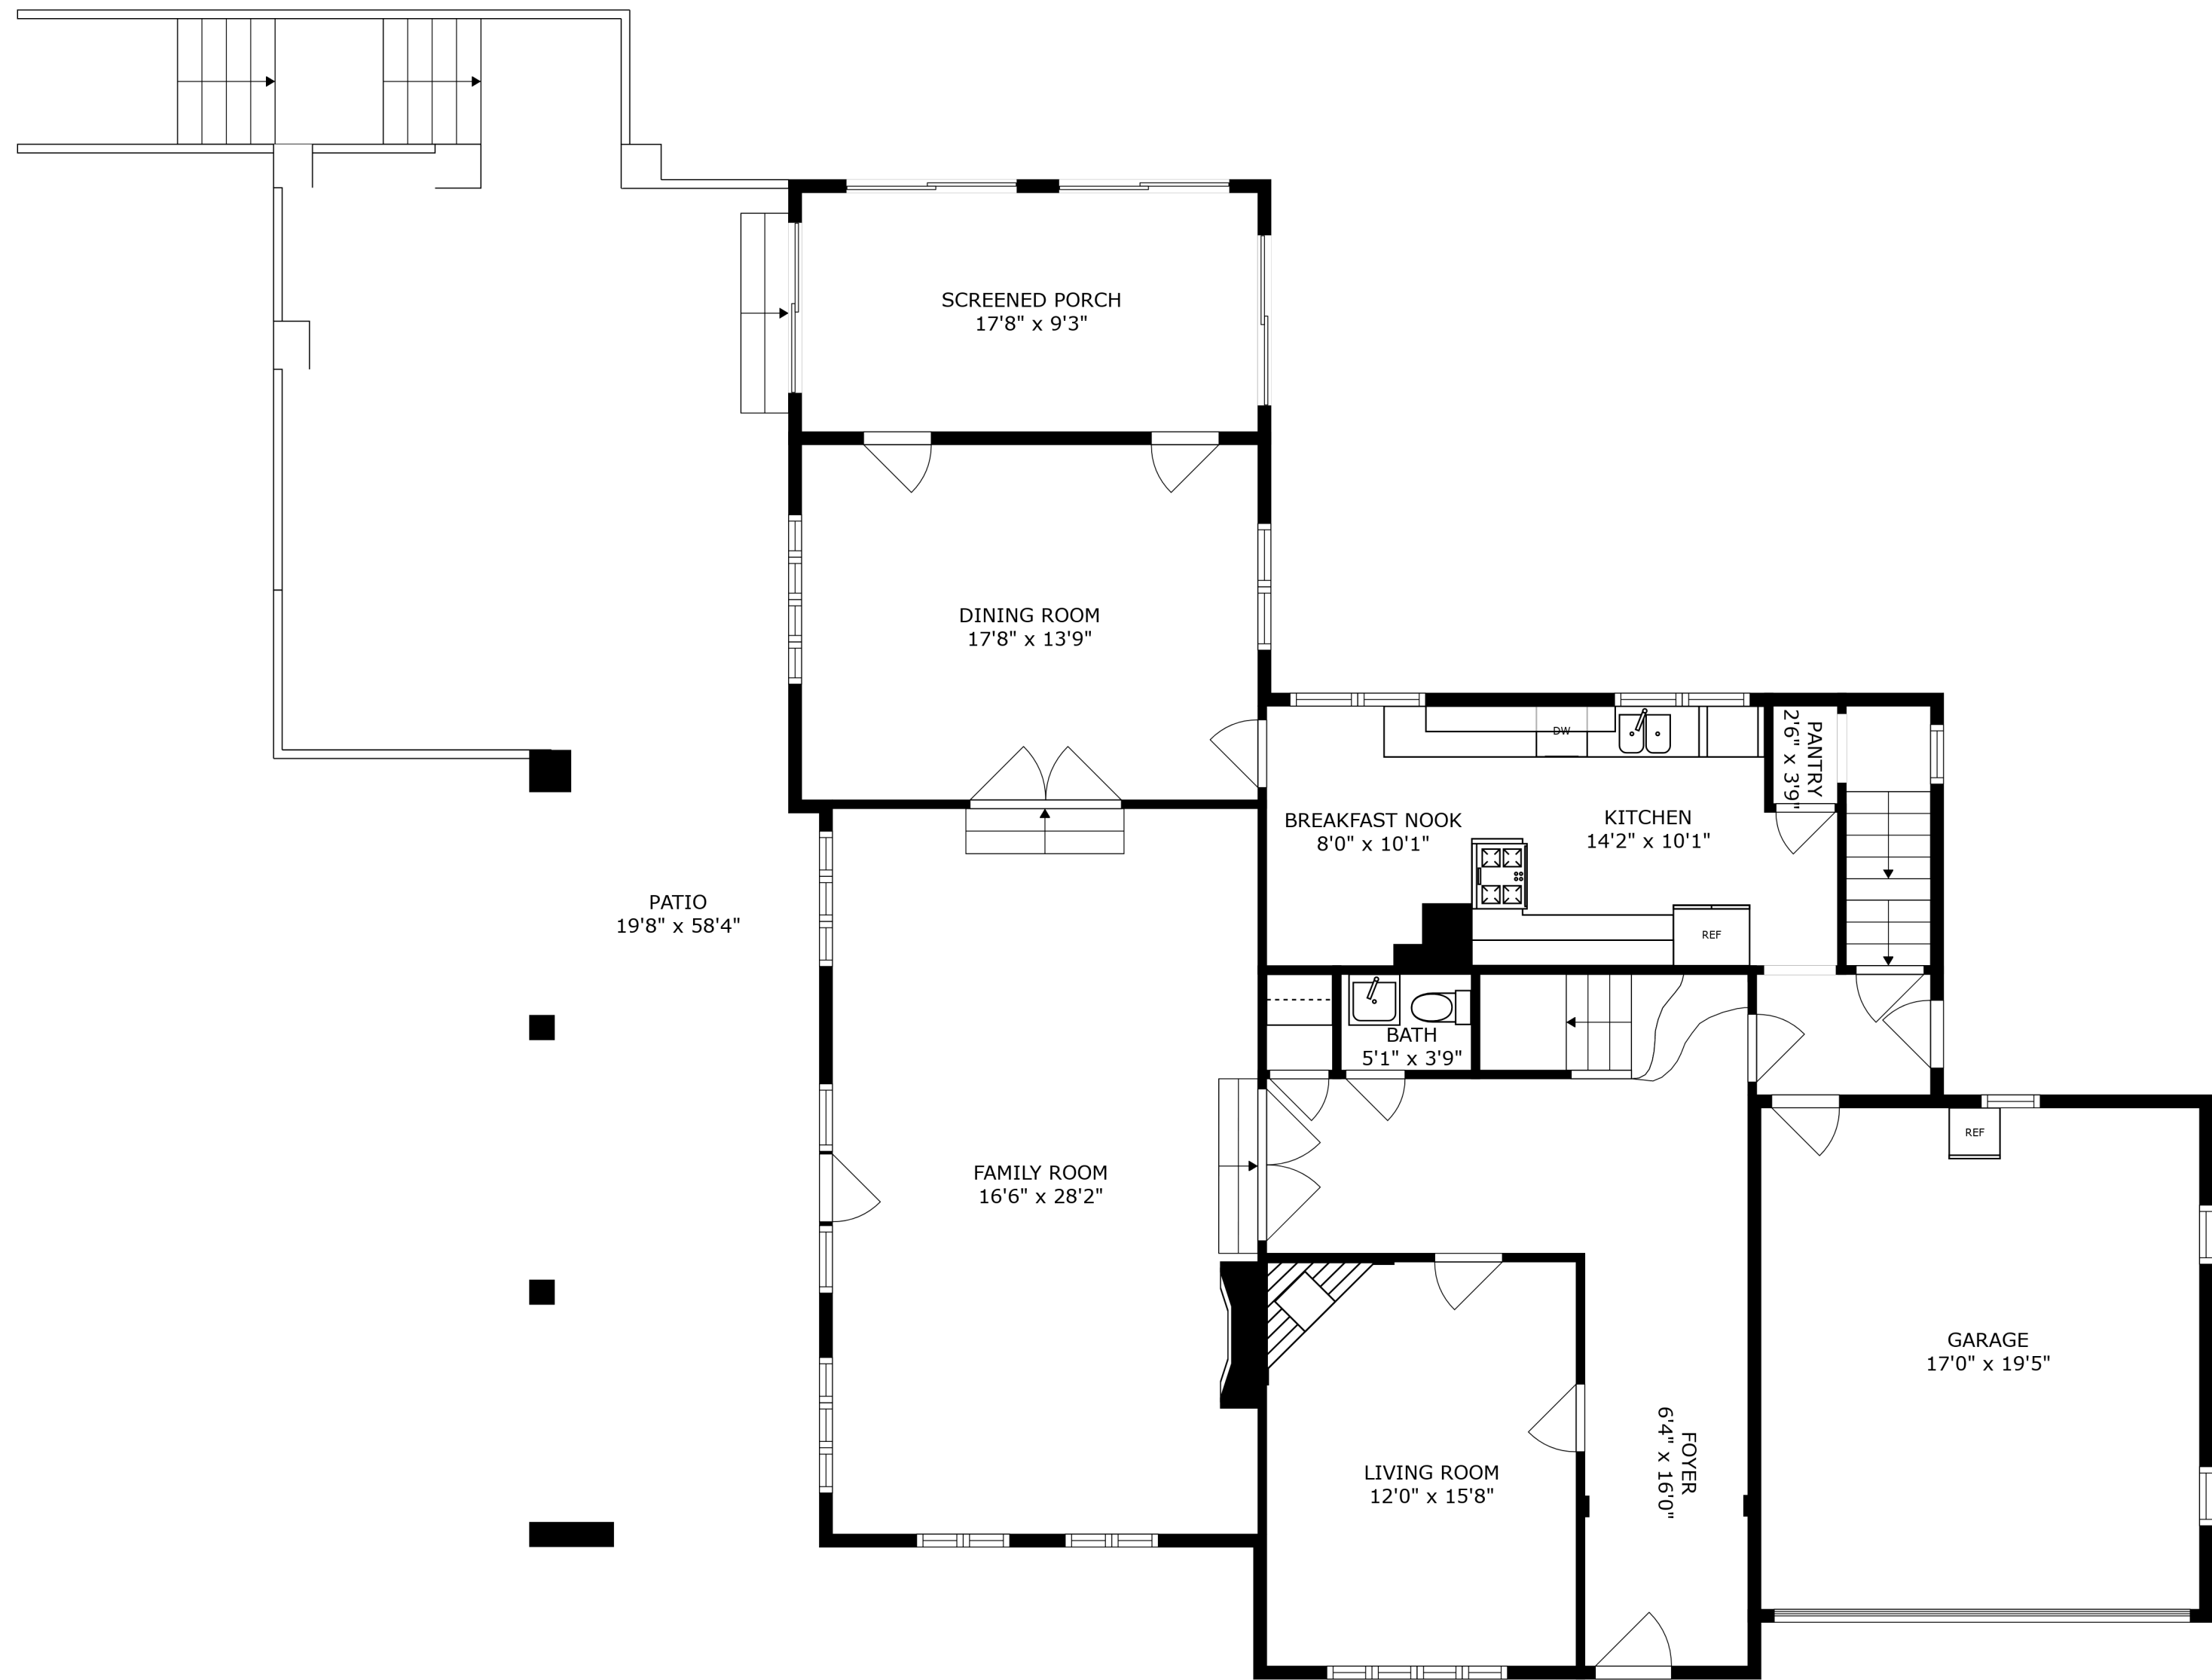 SCREENED PORCH
17'8" x 9'3"
DINING ROOM
17'8" x 13'9"
DW
PANTRY
2'6" x 3'9"
BREAKFAST NOOK
8'0" x 10'1"
KITCHEN
14'2" x 10'1"
PATIO
19'8" x 58'4"
REF
BATH
5'1" x 3'9"
REF
FAMILY ROOM
16'6" x 28'2"
GARAGE
17'0" x 19'5"
FOYER
6'4" x 16'0"
LIVING ROOM
12'0" x 15'8"